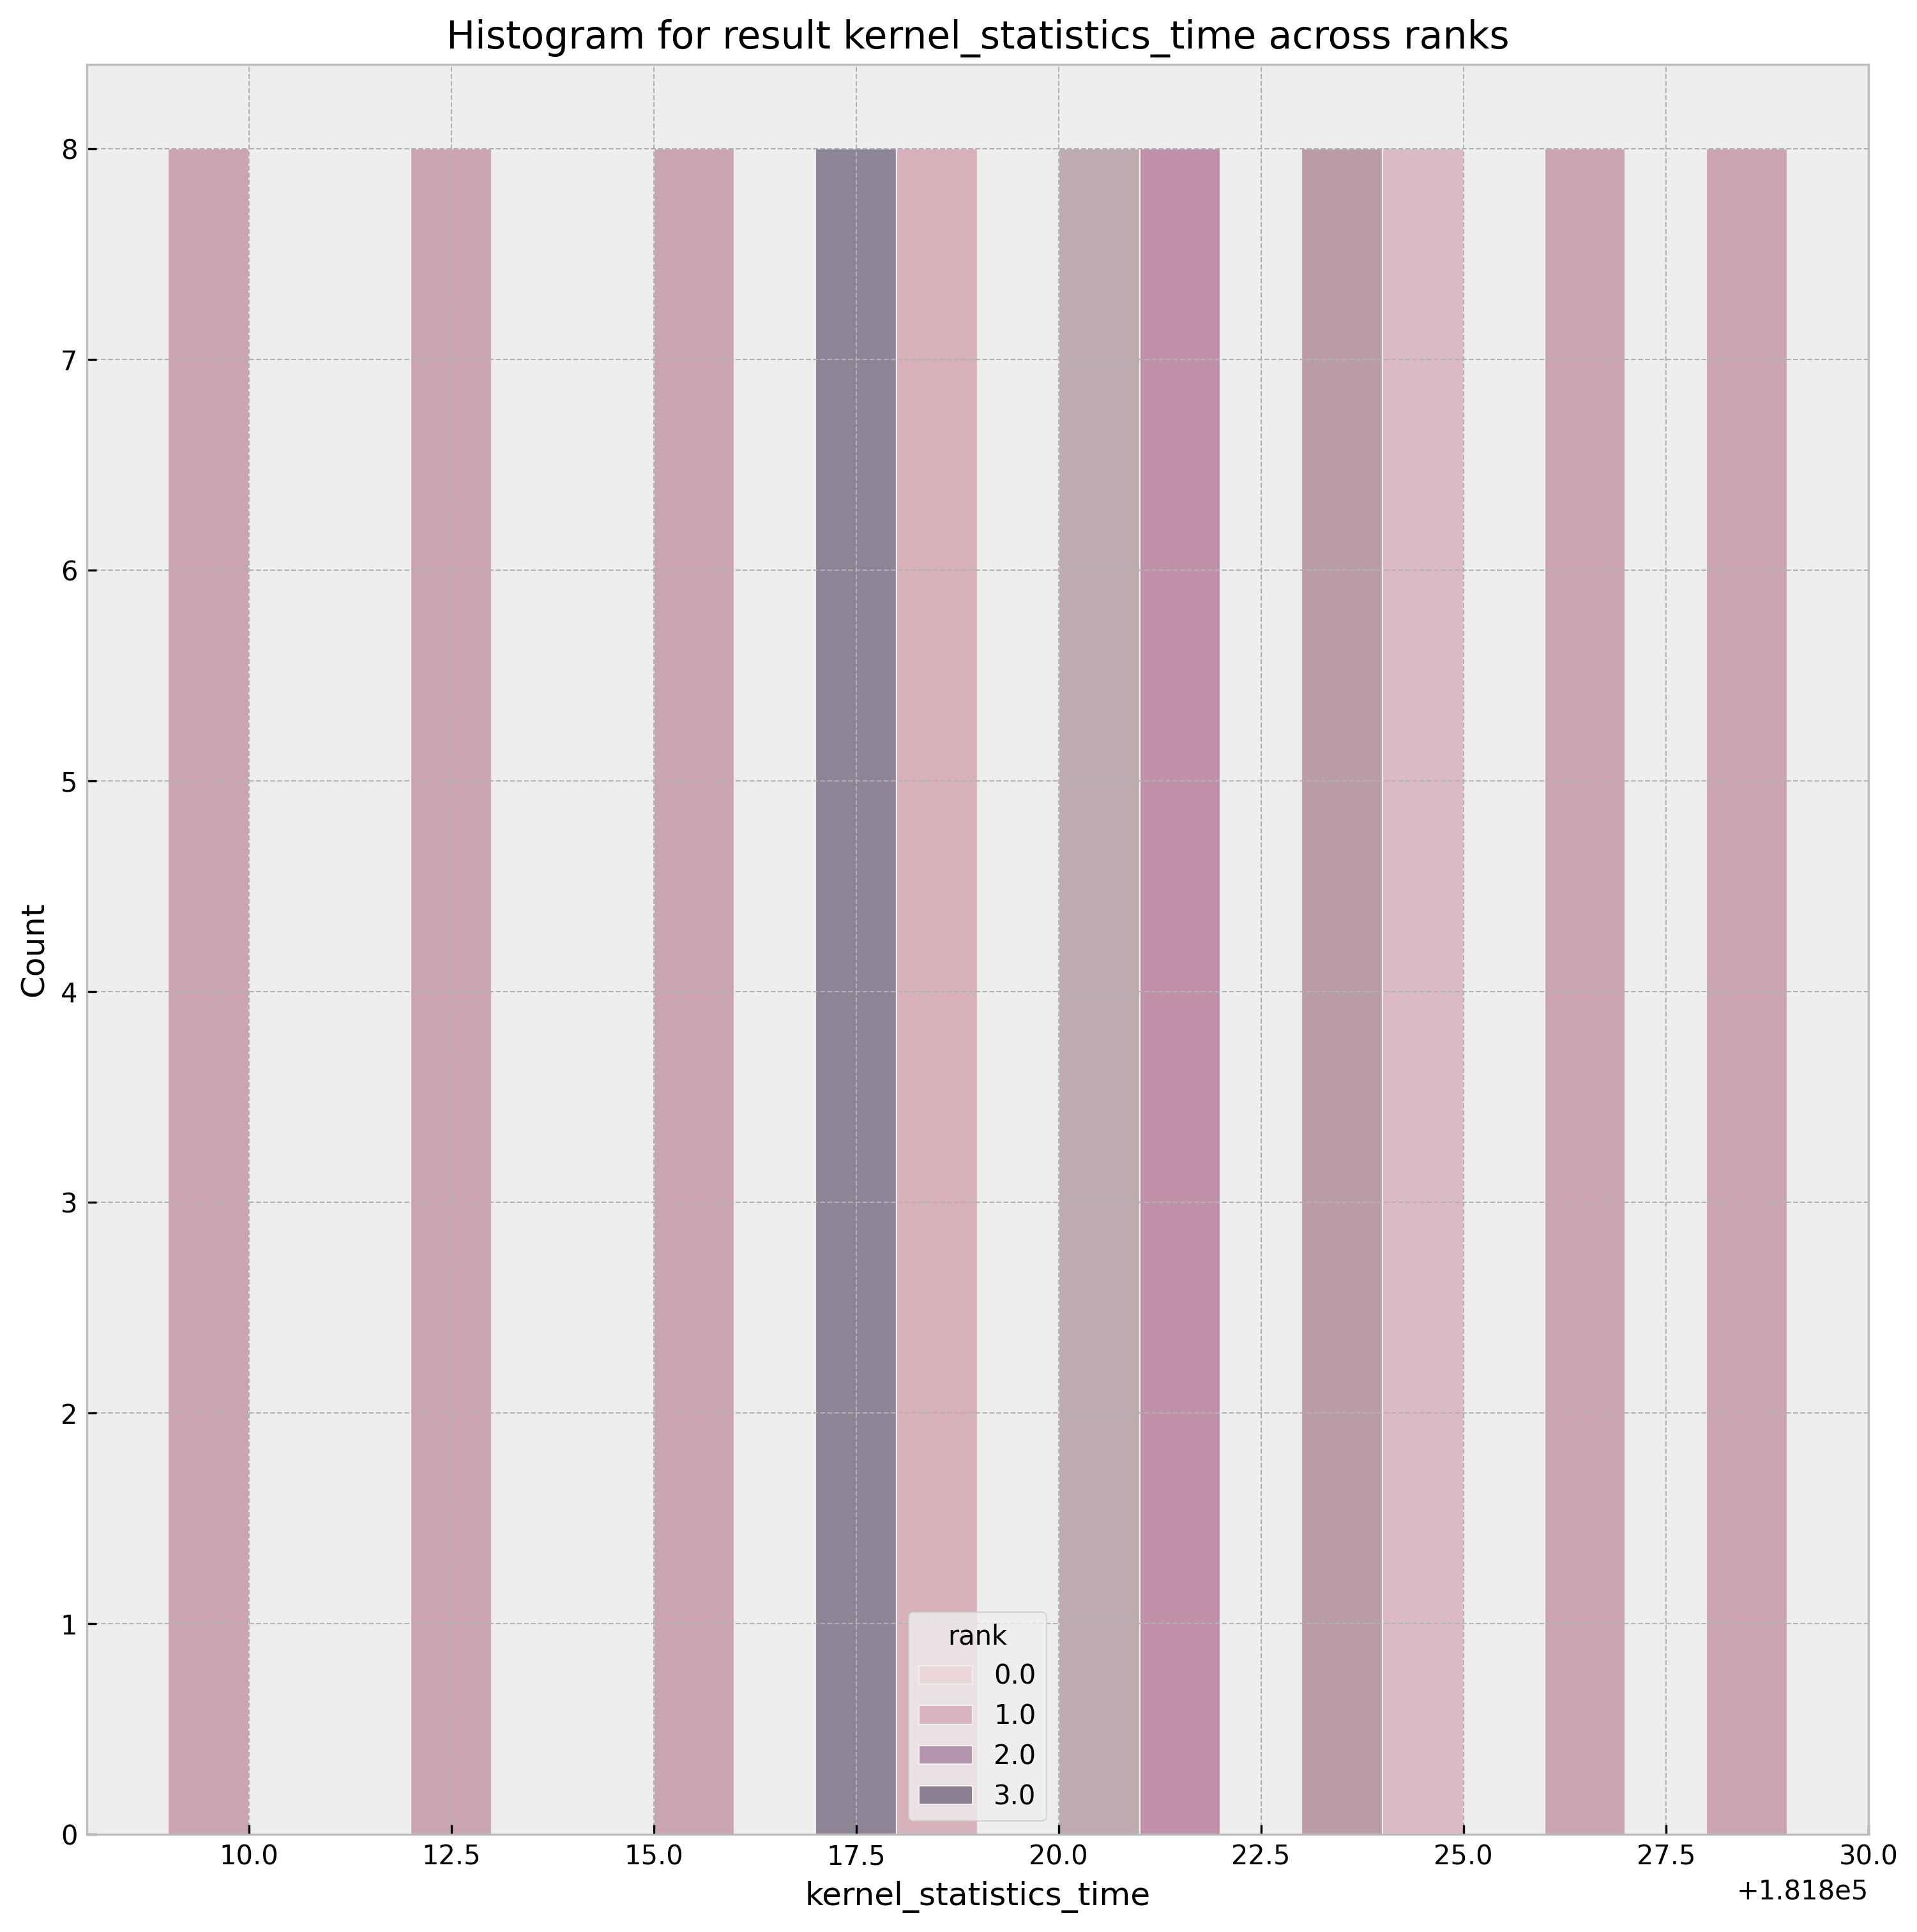 Histogram for result kernel_statistics_time across ranks
8
7
6
5
4
3
2
1
0
Count
rank
0.0
1.0
2.0
3.0
10.0 12.5 15.0 17.5 20.0 22.5 25.0 27.5 30.0
kernel_statistics_time
+1.818e5